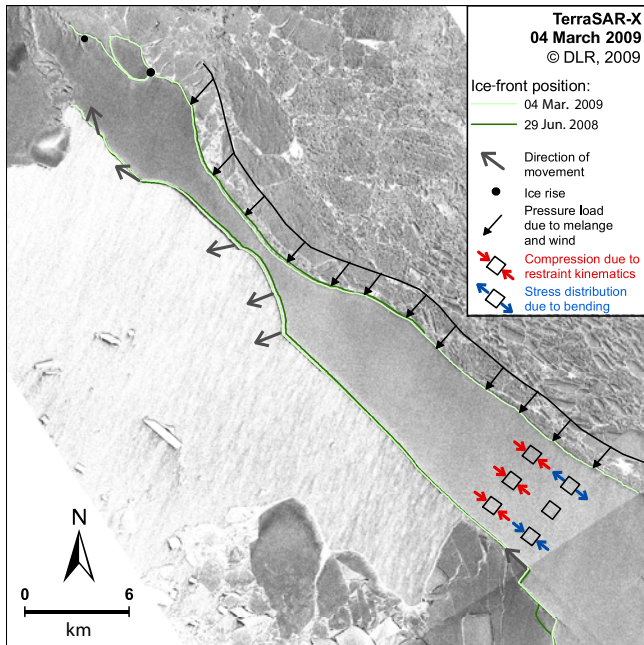 TerraSAR-X
04 March 2009
© DLR, 2009
Ice-front position:
04 Mar. 2009
29 Jun. 2008
Direction of
movement
Ice rise
Pressure load
due to melange
and wind
Compression due to
restraint kinematics
Stress distribution
due to bending
N
0 6
km